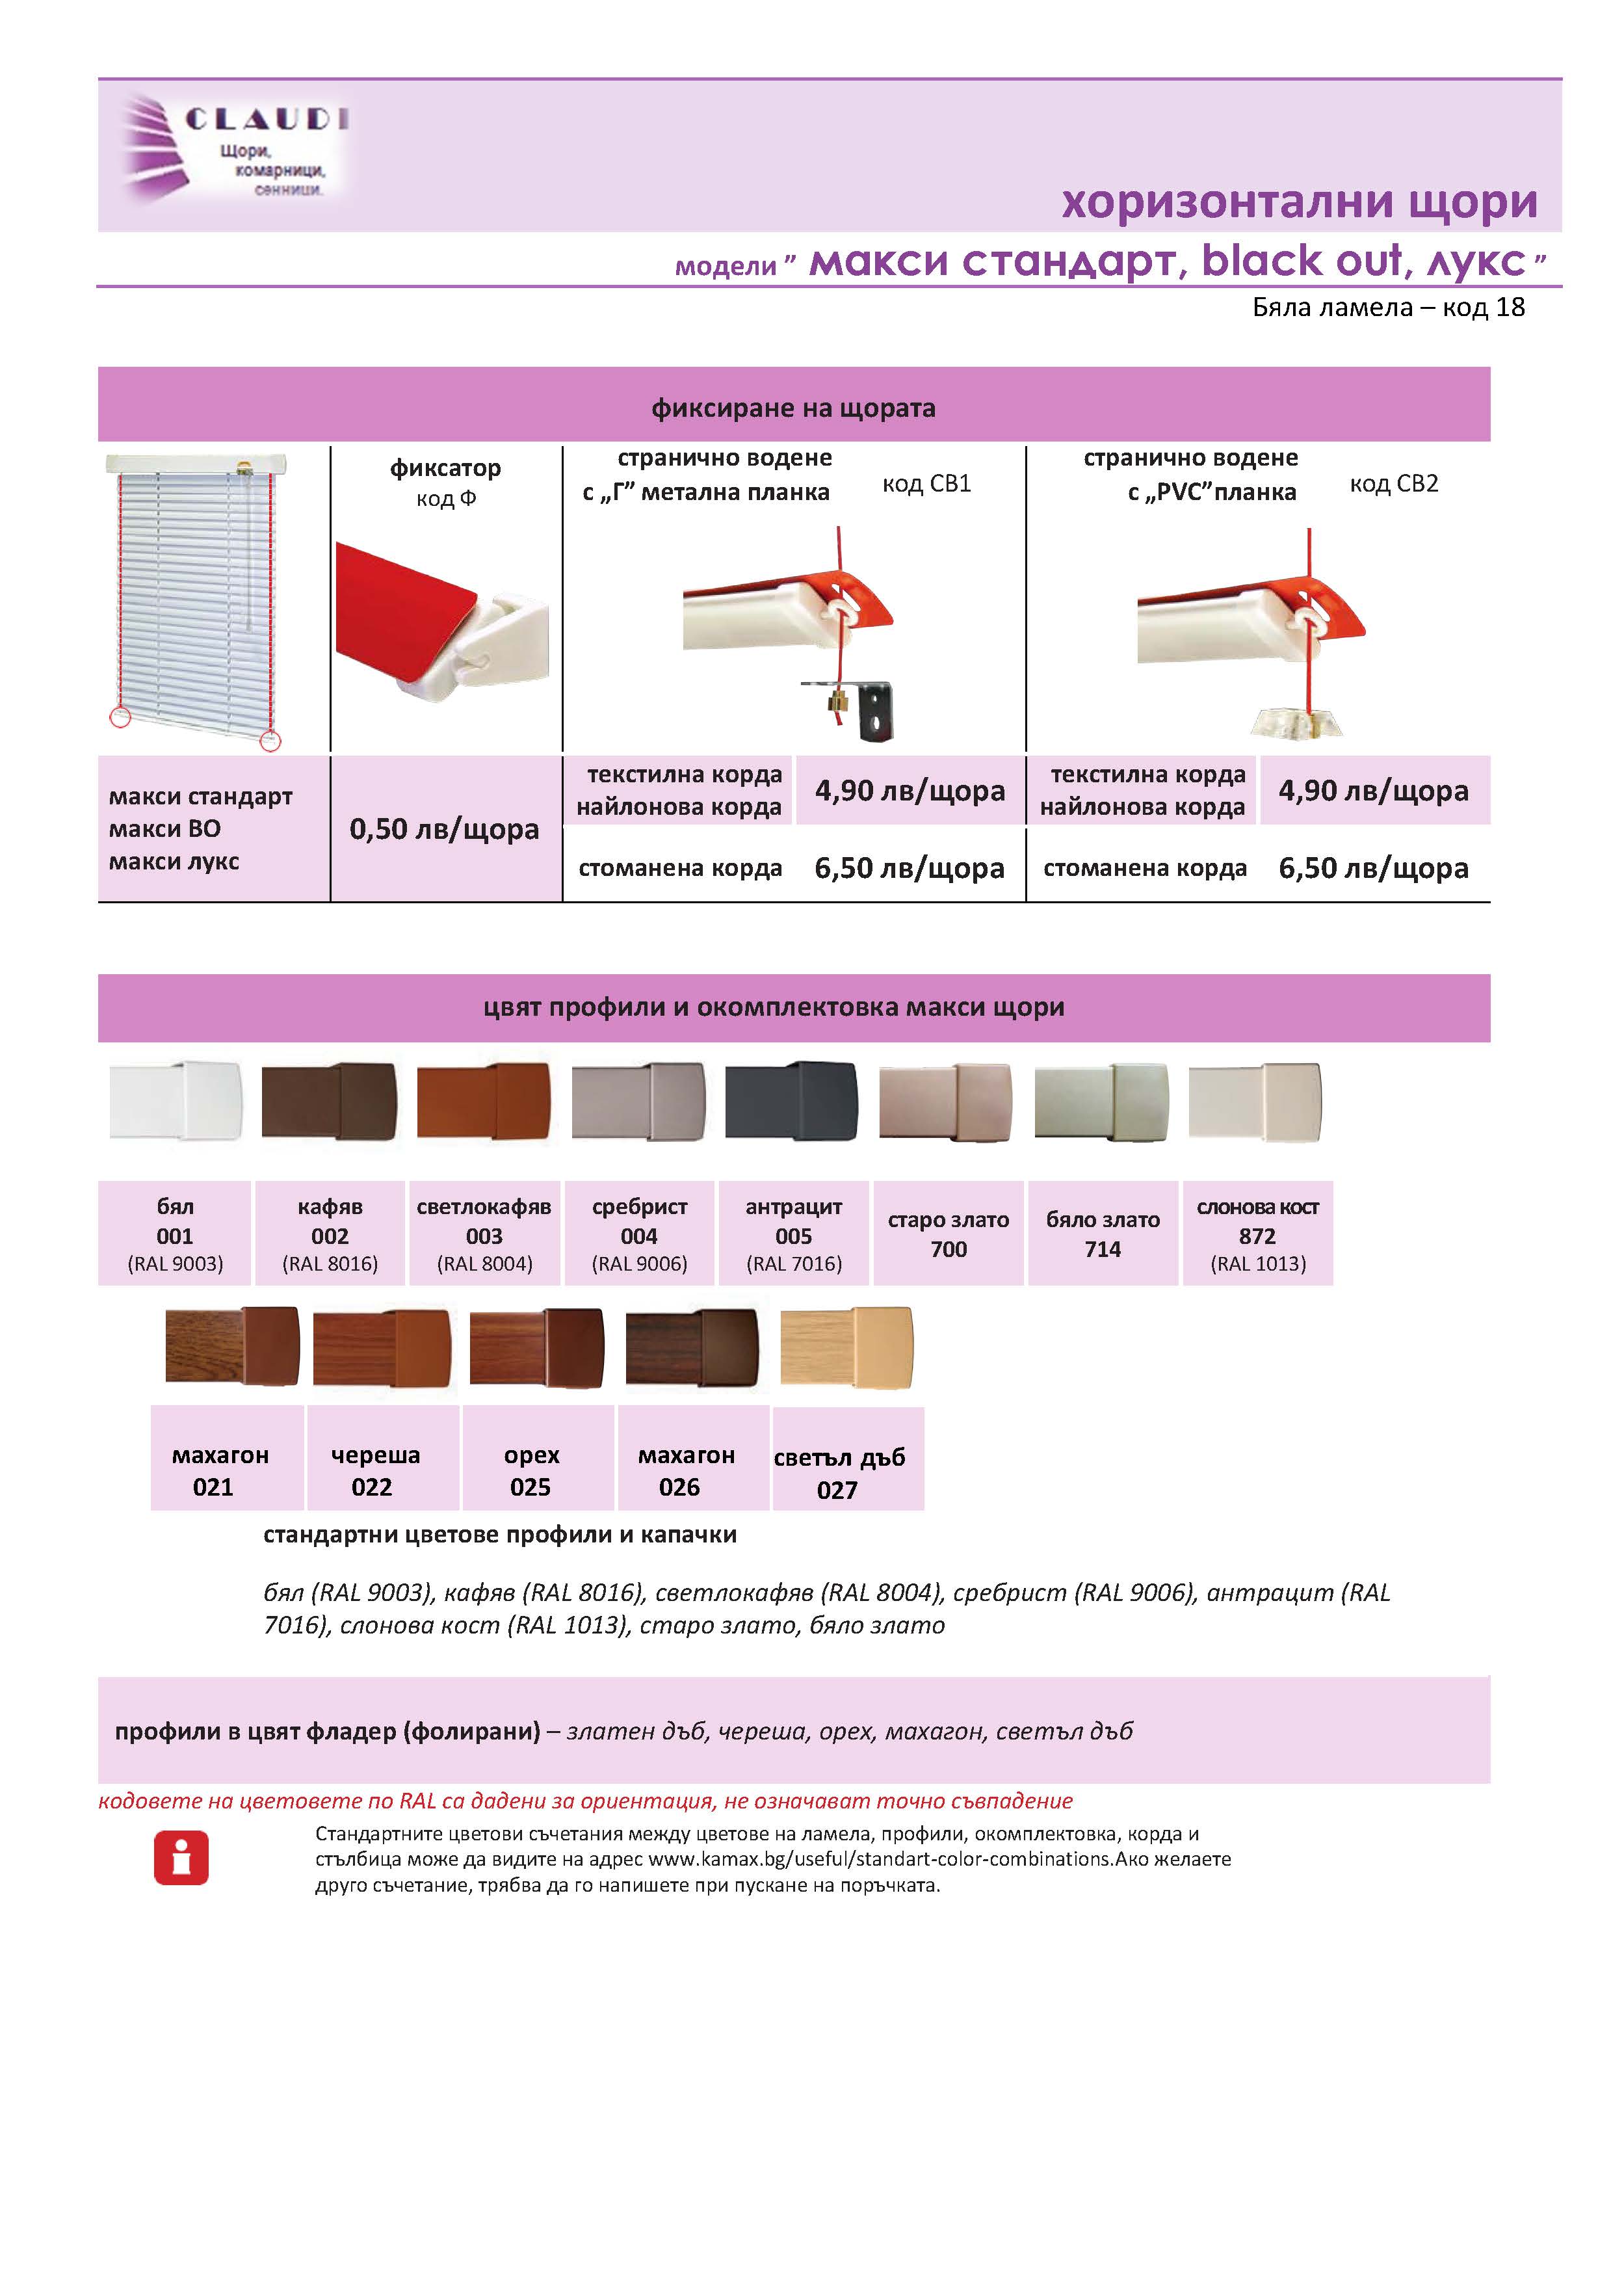 CLAUDI
Щори,
комарници,
сенници.
хоризонтални щори
модели ” макси стандарт, black out, лукс ”
Бяла ламела – код 18
фиксиране на щората
фиксатор
код Ф
странично водене
с „Г” метална планка
код СВ1
странично водене
с „PVC”планка
код СВ2
макси стандарт
макси ВО
макси лукс
0,50 лв/щора
текстилна корда
найлонова корда
4,90 лв/щора
текстилна корда
найлонова корда
4,90 лв/щора
стоманена корда 6,50 лв/щора
стоманена корда 6,50 лв/щора
цвят профили и окомплектовка макси щори
бял
001
(RAL 9003)
кафяв
002
(RAL 8016)
светлокафяв
003
(RAL 8004)
сребрист
004
(RAL 9006)
антрацит
005
(RAL 7016)
старо злато
700
бяло злато
714
слонова кост
872
(RAL 1013)
махагон
021
череша
022
орех
025
махагон
026
светъл дъб
027
стандартни цветове профили и капачки
бял (RAL 9003), кафяв (RAL 8016), светлокафяв (RAL 8004), сребрист (RAL 9006), антрацит (RAL
7016), слонова кост (RAL 1013), старо злато, бяло злато
профили в цвят фладер (фолирани) – златен дъб, череша, орех, махагон, светъл дъб
кодовете на цветовете по RAL са дадени за ориентация, не означават точно съвпадение
Стандартните цветови съчетания между цветове на ламела, профили, окомплектовка, корда и
стълбица може да видите на адрес www.kamax.bg/useful/standart-color-combinations.Ако желаете
друго съчетание, трябва да го напишете при пускане на поръчката.